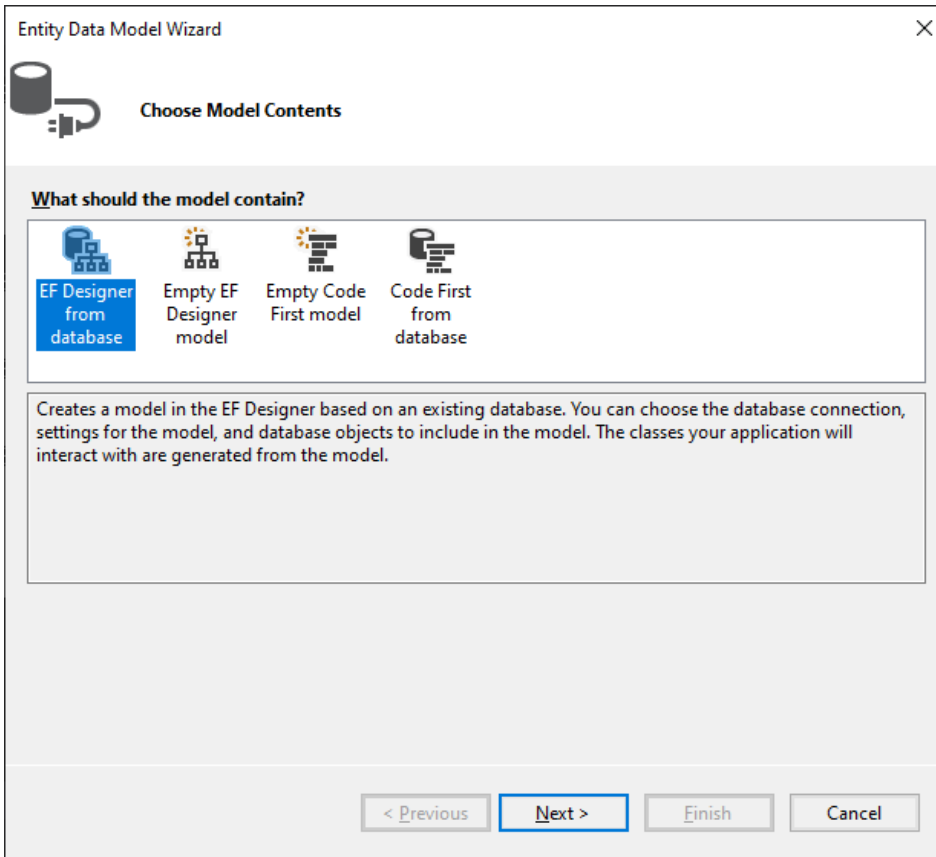 Entity Data Model Wizard
Choose Model Contents
What should the model contain?
EF Designer
from
database
Empty EF
Designer
model
Empty Code
First model
Code First
from
database
Creates a model in the EF Designer based on an existing database. You can choose the database connection,
settings for the model, and database objects to include in the model. The classes your application will
interact with are generated from the model.
< Previous
Next >
Finish
Cancel